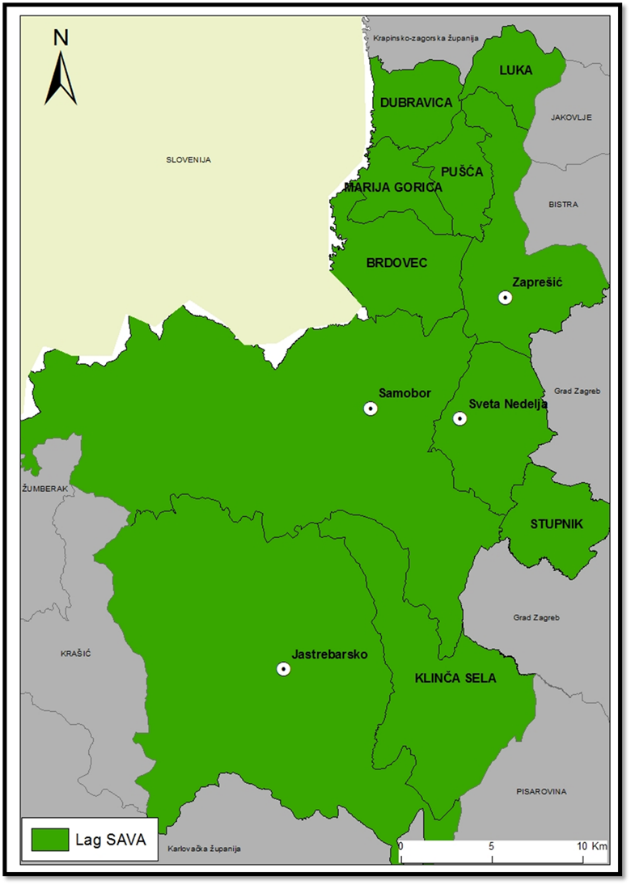 N
Krapinsko-zagorska županija
LUKA
DUBRAVICA
JAKOVLJE
SLOVENIJA
PUŠĆA
MARIJA GORICA
BISTRA
BRDOVEC
Zaprešić
Samobor
Grad Zagreb
Sveta Nedelja
ŽUMBERAK
STUPNIK
Grad Zagreb
KRAŠIĆ
Jastrebarsko
KLINČA SELA
PISAROVINA
Lag SAVA
Karlovačka županija
0 5 10 Km